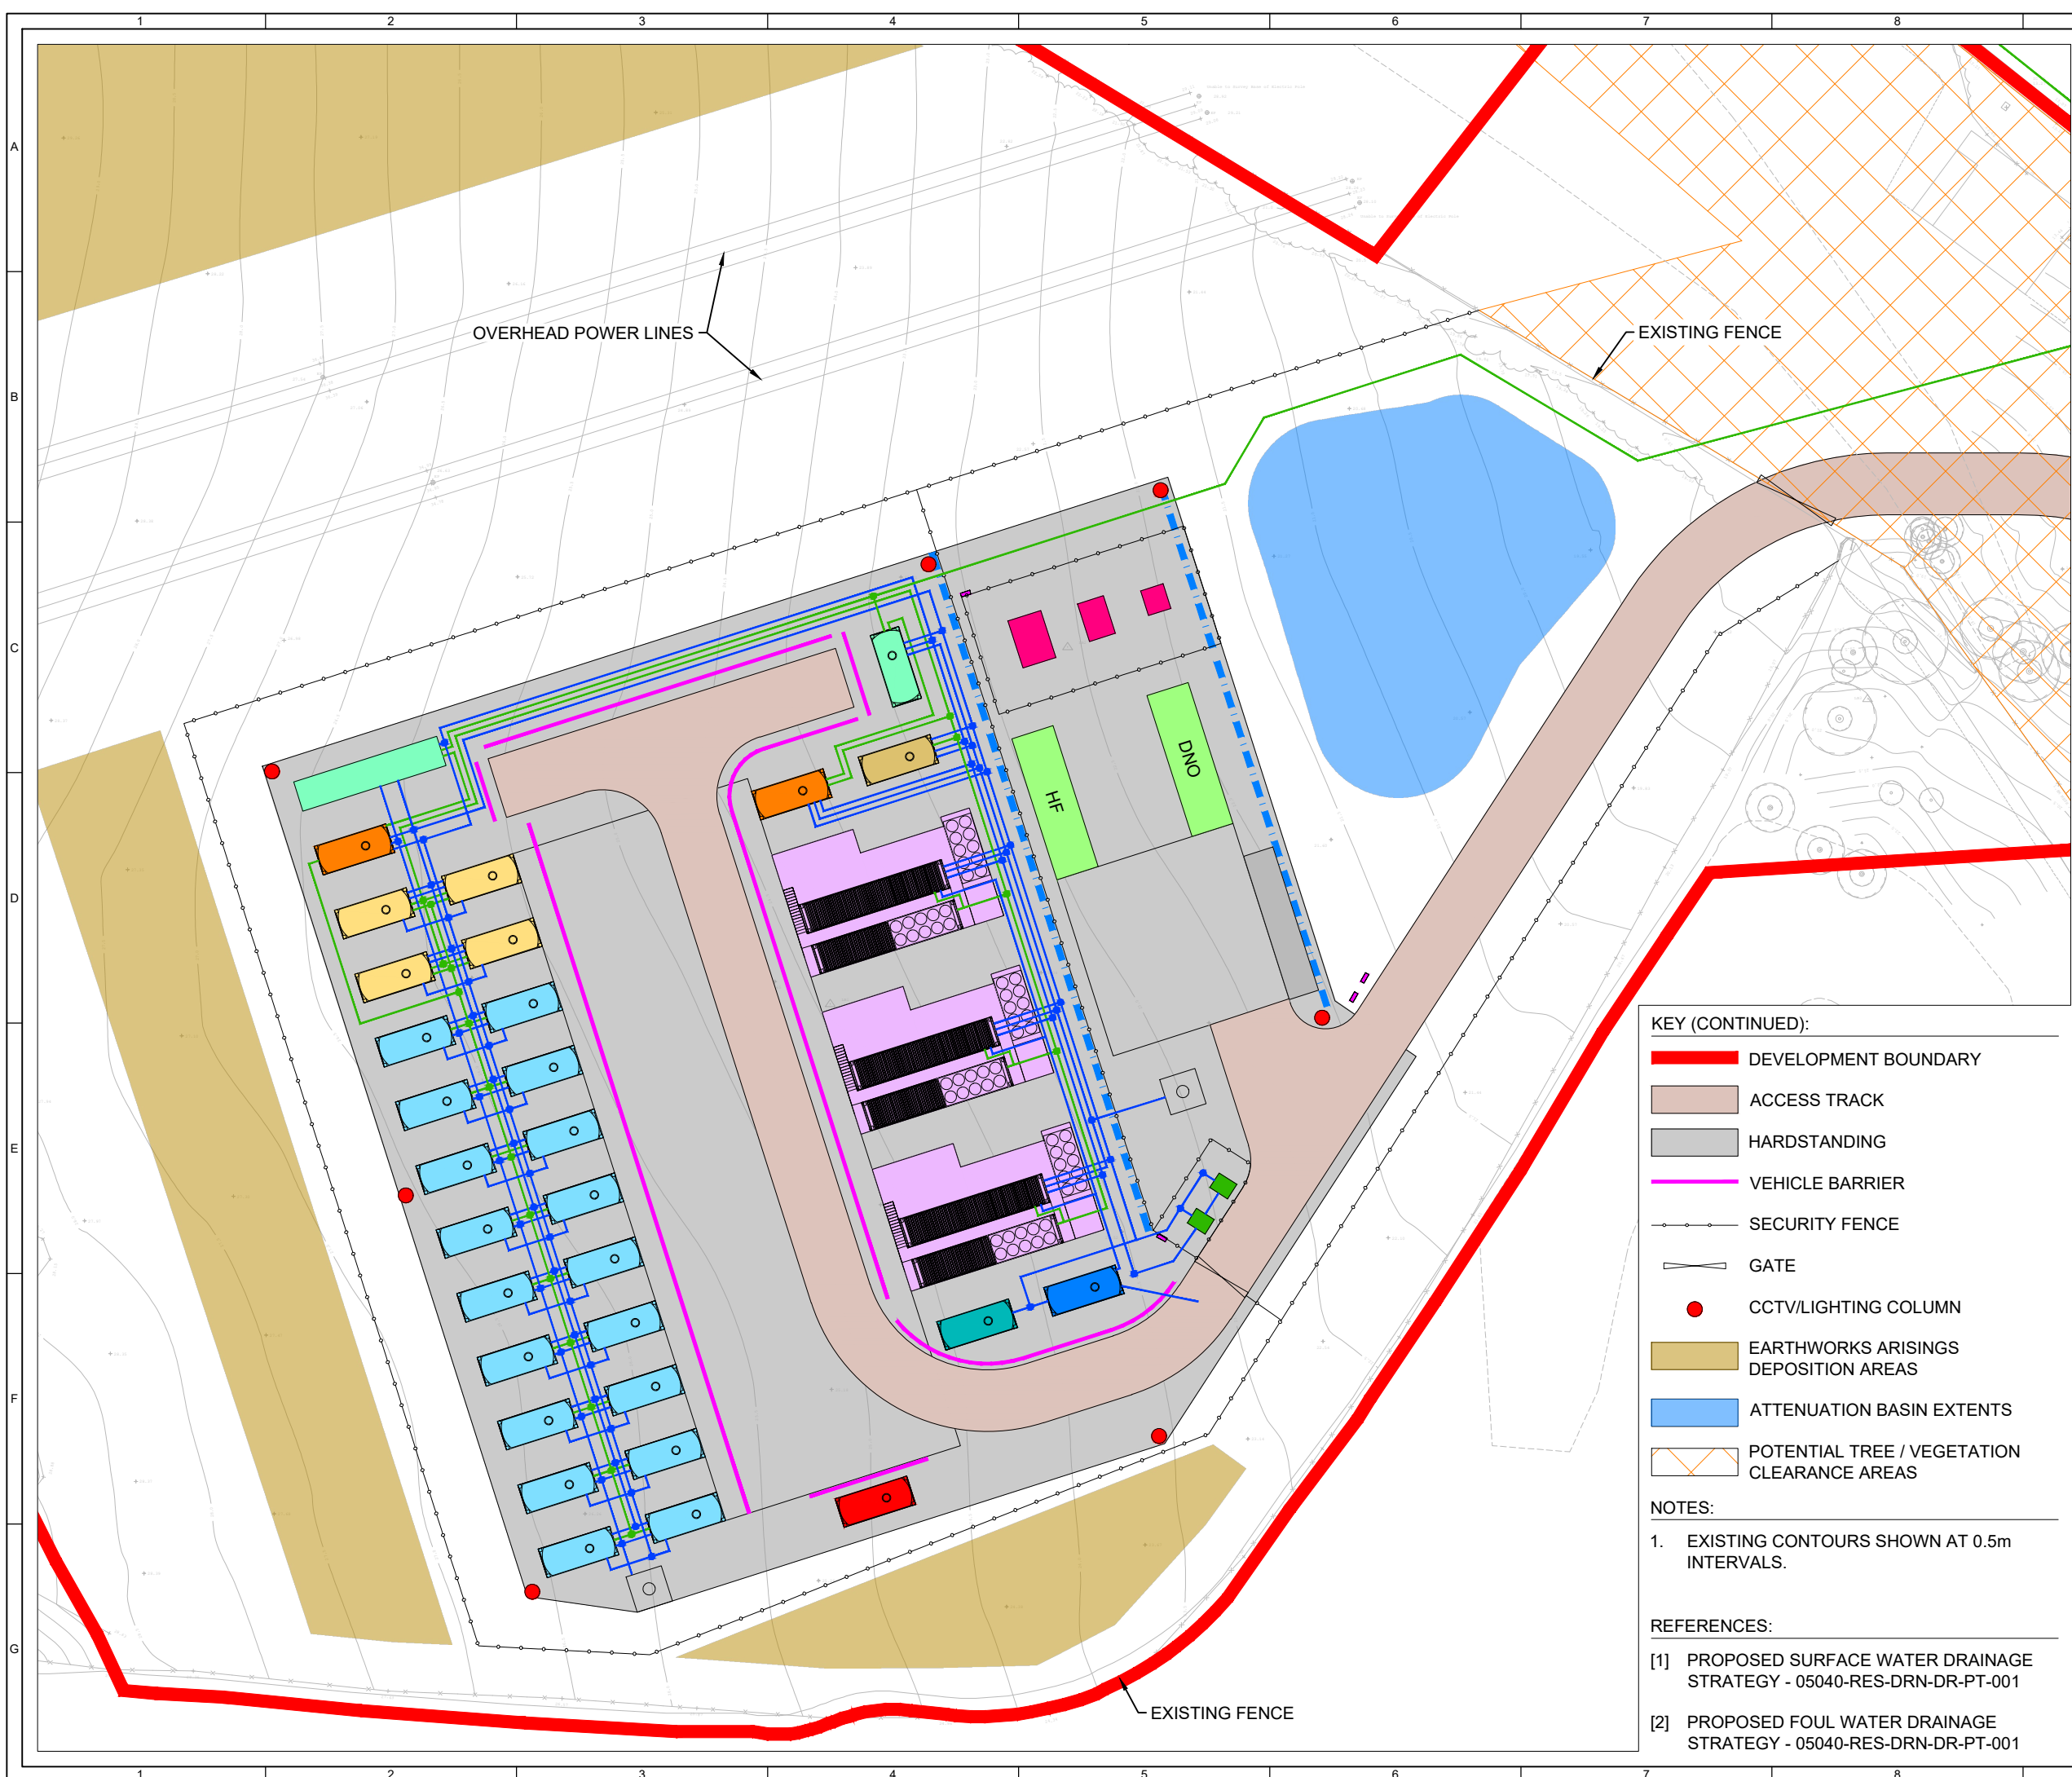 1 2 3 4 5 6 7 8
A
OVERHEAD POWER LINES
EXISTING FENCE
B
C
DNO
HF
D
E
F
G
EXISTING FENCE
KEY (CONTINUED):
DEVELOPMENT BOUNDARY
ACCESS TRACK
HARDSTANDING
VEHICLE BARRIER
SECURITY FENCE
GATE
CCTV/LIGHTING COLUMN
EARTHWORKS ARISINGS
DEPOSITION AREAS
ATTENUATION BASIN EXTENTS
POTENTIAL TREE / VEGETATION
CLEARANCE AREAS
NOTES:
1. EXISTING CONTOURS SHOWN AT 0.5m
INTERVALS.
REFERENCES:
[1] PROPOSED SURFACE WATER DRAINAGE
STRATEGY - 05040-RES-DRN-DR-PT-001
[2] PROPOSED FOUL WATER DRAINAGE
STRATEGY - 05040-RES-DRN-DR-PT-001
1 2 3 4 5 6 7 8